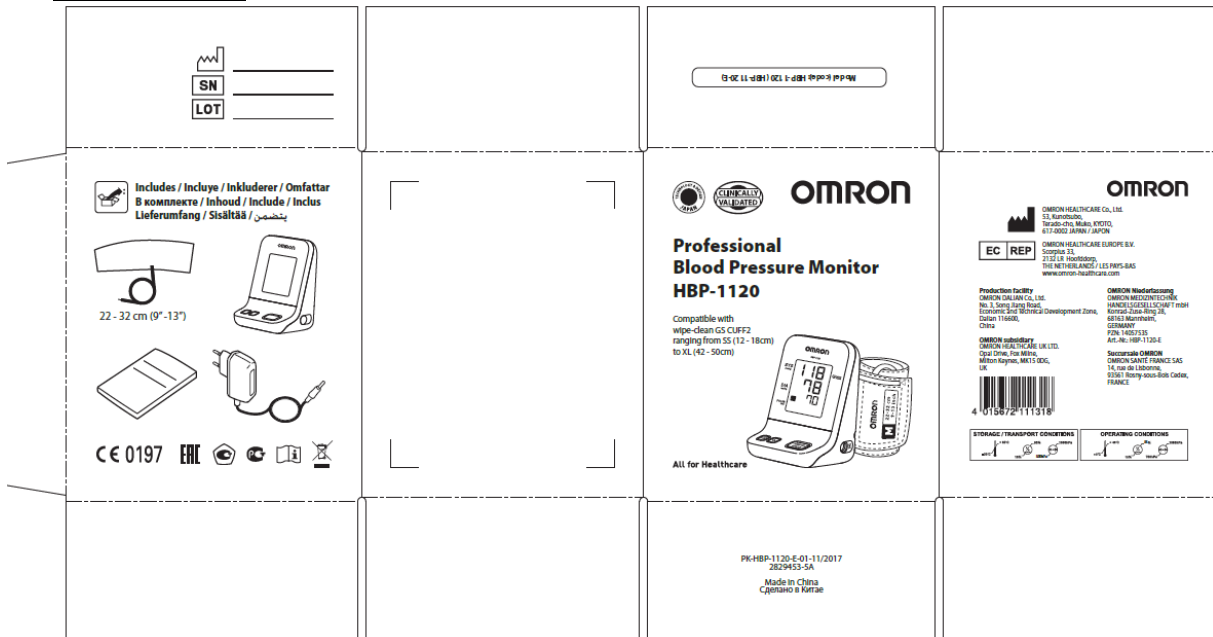 SN
LOT
Model (code): HBP-1120 (HBP-1120-E)
Includes / Incluye / Inkluderer / Omfattar
В комплекте / Inhoud / Include / Inclus
Lieferumfang / Sisältää / يتضمن
22 - 32 cm (9” -13”)
CE 0197 EAC
JAPAN
CLINICALLY
VALIDATED
OMRON
Professional
Blood Pressure Monitor
HBP-1120
Compatible with
wipe-clean GS CUFF2
ranging from SS (12 - 18cm)
to XL (42 - 50cm)
OMRON
118
78
70
OMRON
M
All for Healthcare
OMRON
OMRON HEALTHCARE Co., Ltd.
53, Kunotsubo,
Terado-cho, Muko, KYOTO,
617-0002 JAPAN / JAPON
EC REP
OMRON HEALTHCARE EUROPE B.V.
Scorpius 33,
2132 LR Hoofddorp,
THE NETHERLANDS / LES PAYS-BAS
www.omron-healthcare.com
Production facility
OMRON DALIAN Co., Ltd.
No. 3, Song Jiang Road,
Economic and Technical Development Zone,
Dalian 116600,
China
OMRON subsidiary
OMRON HEALTHCARE UK LTD.
Opal Drive, Fox Milne,
Milton Keynes, MK15 0DG,
UK
OMRON Niederlassung
OMRON MEDIZINTECHNIK
HANDELSGESELLSCHAFT mbH
Konrad-Zuse-Ring 28,
68163 Mannheim,
GERMANY
PZN: 14057535
Art.-Nr.: HBP-1120-E
Succursale OMRON
OMRON SANTÉ FRANCE SAS
14, rue de Lisbonne,
93561 Rosny-sous-Bois Cedex,
FRANCE
4 015672 111318
STORAGE / TRANSPORT CONDITIONS
OPERATING CONDITIONS
PK-HBP-1120-E-01-11/2017
2829453-5A
Made in China
Сделано в Китае